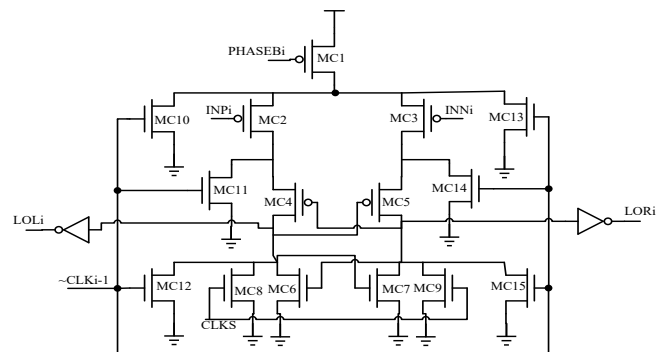 PHASEBi
MC1
MC10
INPi
MC2
MC3
INNi
MC13
MC11
MC4
MC5
MC14
LOLi
LORi
~CLKi-1
MC12
MC8
MC6
MC7
MC9
MC15
CLKS